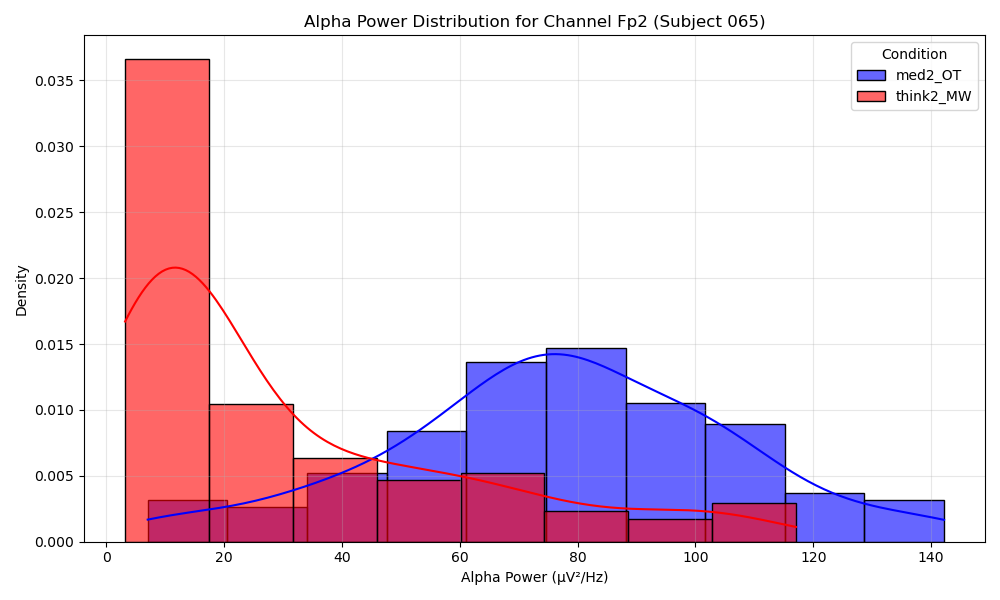 Alpha Power Distribution for Channel Fp2 (Subject 065)
Condition
med2_OT
think2_MW
Density
0.035
0.030
0.025
0.020
0.015
0.010
0.005
0.000
0 20 40 60 80 100 120 140
Alpha Power (µV²/Hz)